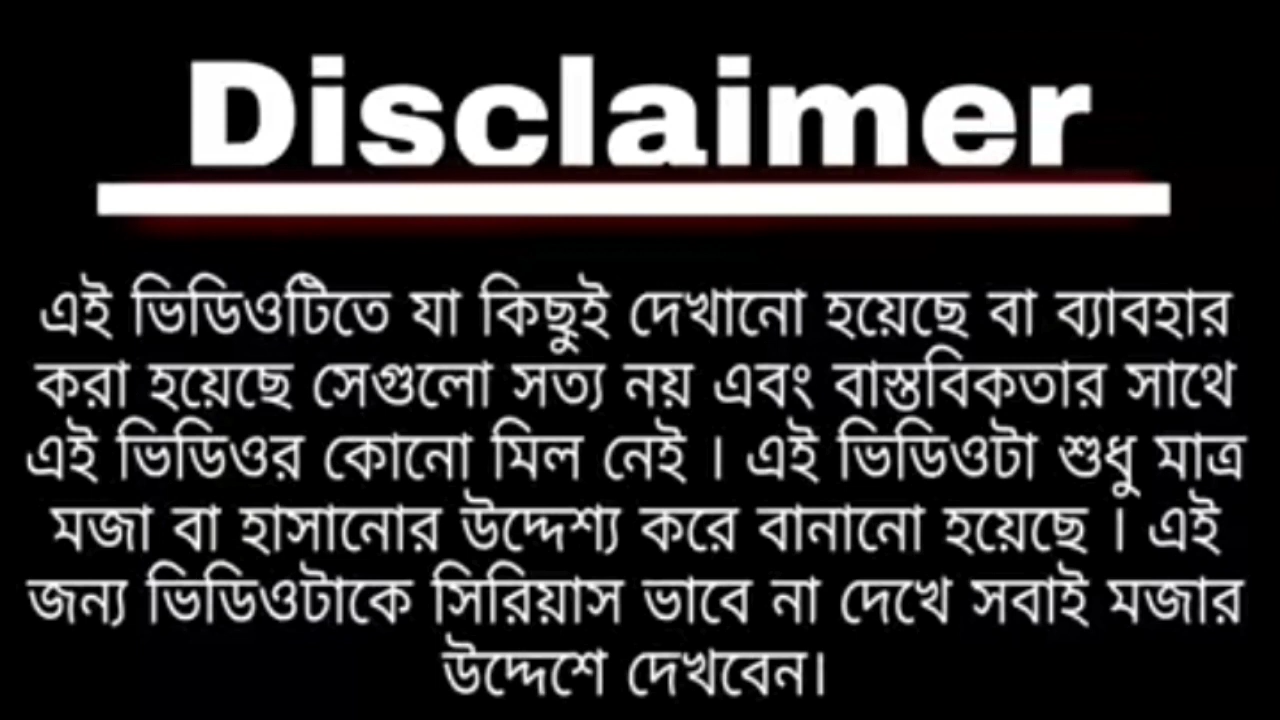 Disclaimer
এই ভিডিওটিতে যা কিছুই দেখানো হয়েছে বা ব্যাবহার
করা হয়েছে সেগুলো সত্য নয় এবং বাস্তবিকতার সাথে
এই ভিডিওর কোনো মিল নেই । এই ভিডিওটা শুধু মাত্র
মজা বা হাসানোর উদ্দেশ্য করে বানানো হয়েছে । এই
জন্য ভিডিওটাকে সিরিয়াস ভাবে না দেখে সবাই মজার
উদ্দেশে দেখবেন।